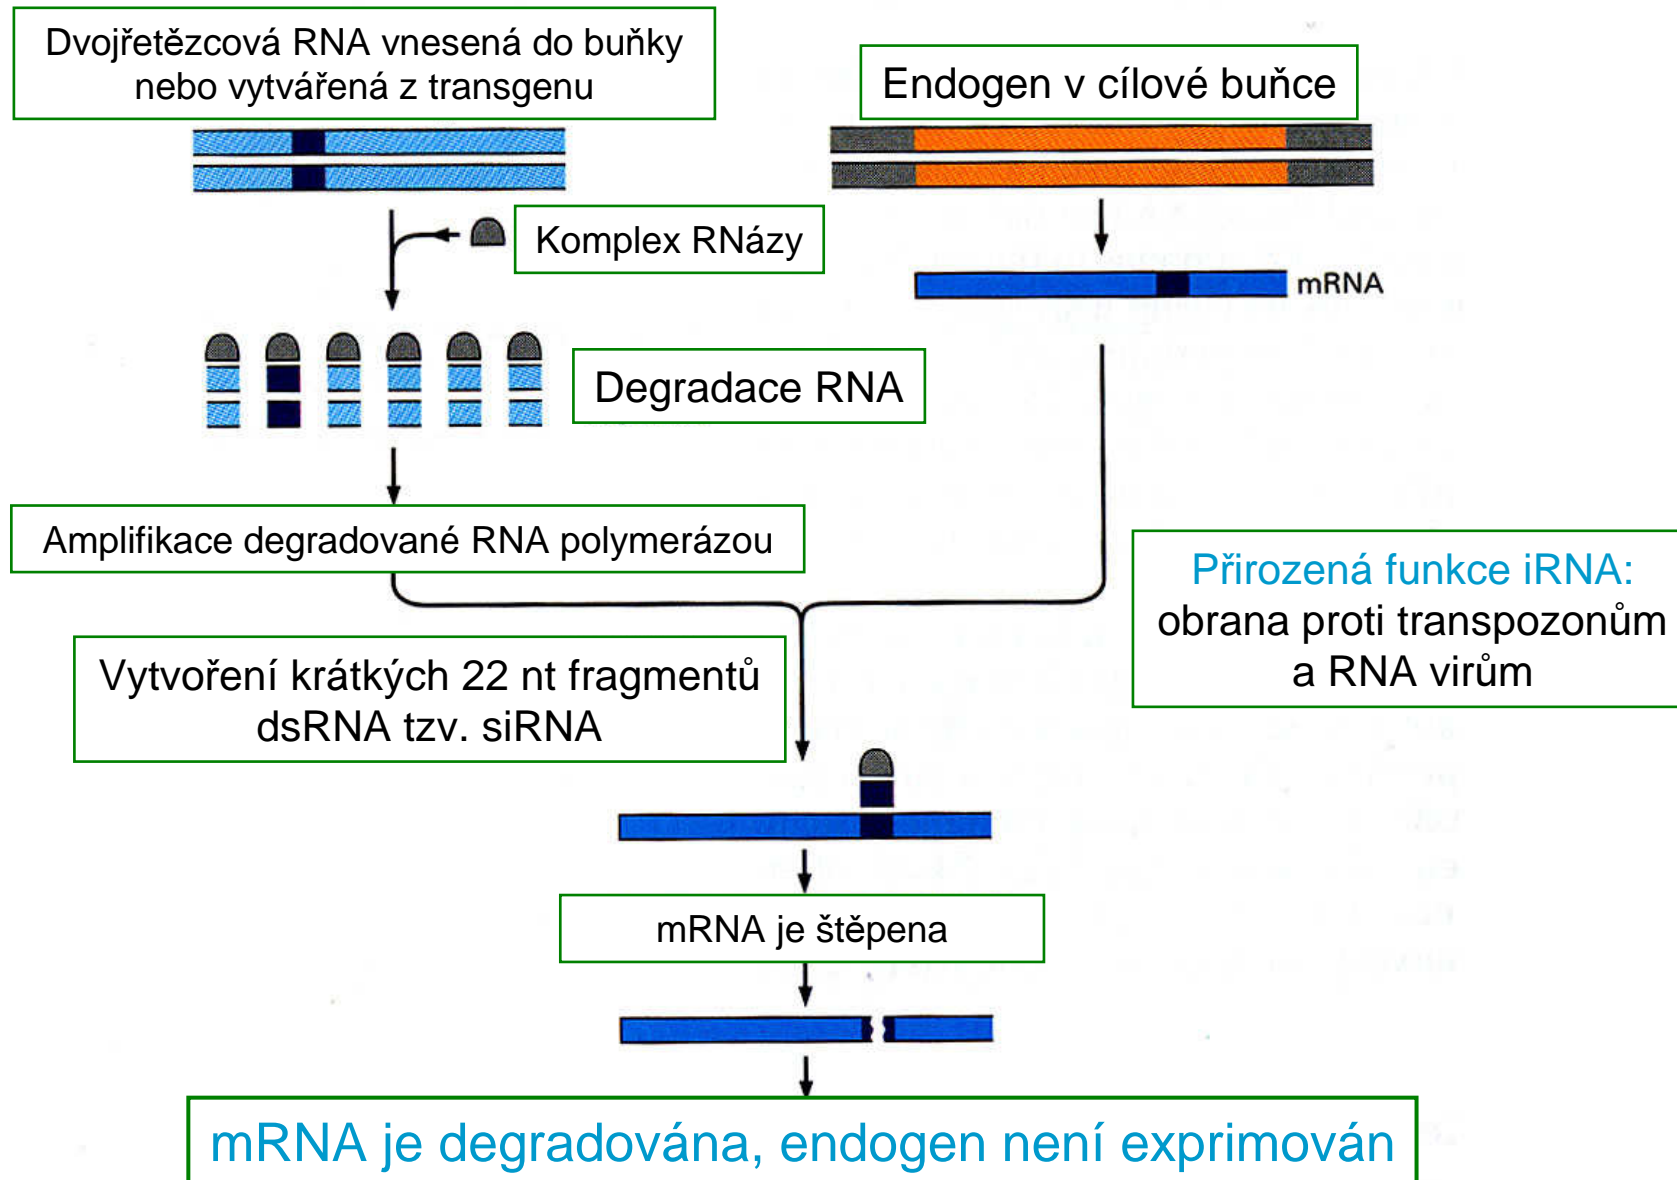 Dvojřetězcová RNA vnesená do buňky
nebo vytvářená z transgenu
Endogen v cílové buňce
Komplex RNázy
mRNA
Degradace RNA
Amplifikace degradované RNA polymerázou
Přirozená funkce iRNA:
obrana proti transpozonům
a RNA virům
Vytvoření krátkých 22 nt fragmentů
dsRNA tzv. siRNA
mRNA je štěpena
mRNA je degradována, endogen není exprimován